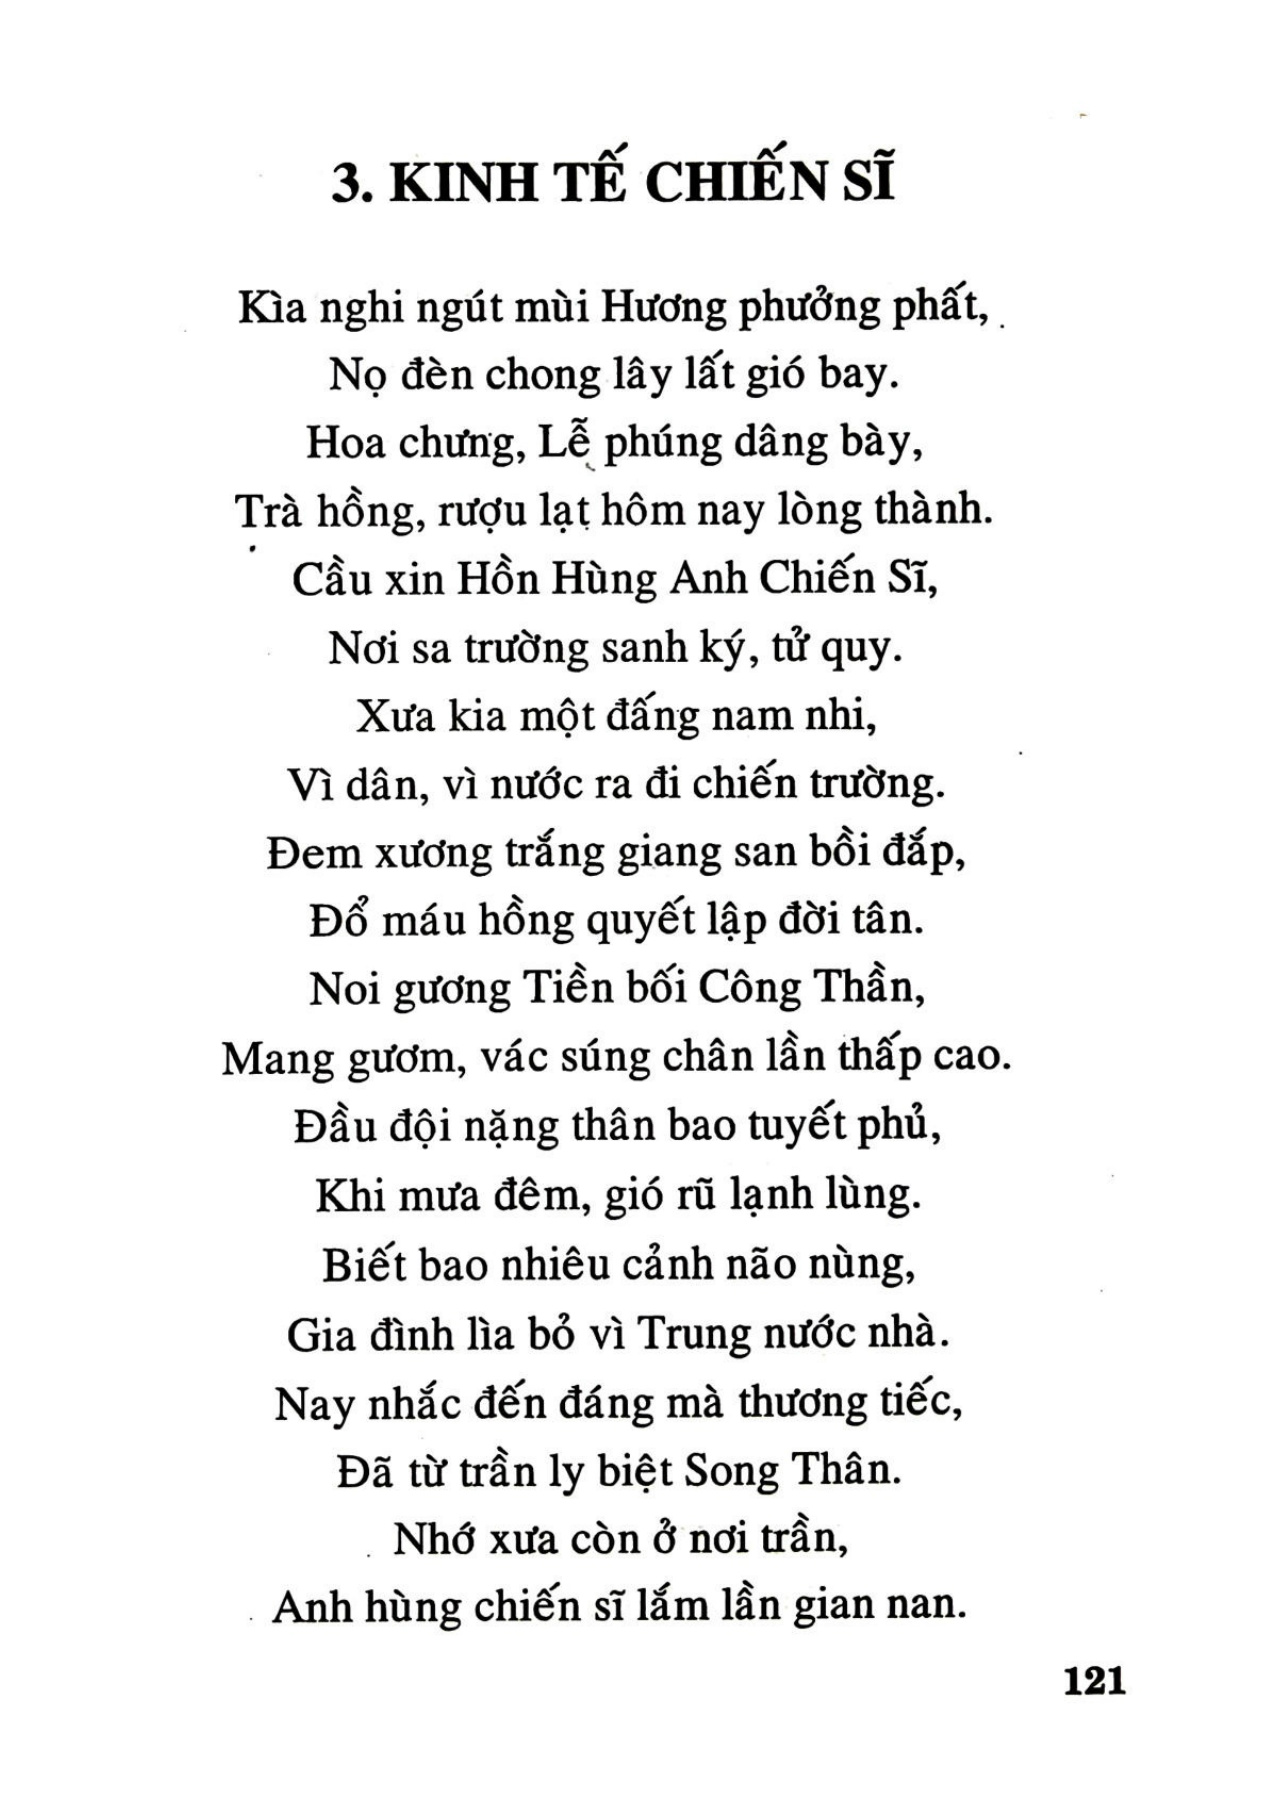 3. KINH TẾ CHIẾN SĨ
Kìa nghi ngút mùi Hương phưởng phất,
Nọ đèn chong lây lất gió bay.
Hoa chưng, Lễ phúng dâng bày,
Trà hồng, rượu lạt hôm nay lòng thành.
Cầu xin Hồn Hùng Anh Chiến Sĩ,
Nơi sa trường sanh ký, tử quy.
Xưa kia một đấng nam nhi,
Vì dân, vì nước ra đi chiến trường.
Đem xương trắng giang san bồi đắp,
Đổ máu hồng quyết lập đời tân.
Noi gương Tiền bối Công Thần,
Mang gươm, vác súng chân lần thấp cao.
Đầu đội nặng thân bao tuyết phủ,
Khi mưa đêm, gió rũ lạnh lùng.
Biết bao nhiêu cảnh não nùng,
Gia đình lìa bỏ vì Trung nước nhà.
Nay nhắc đến đáng mà thương tiếc,
Đã từ trần ly biệt Song Thân.
Nhớ xưa còn ở nơi trần,
Anh hùng chiến sĩ lắm lần gian nan.
121